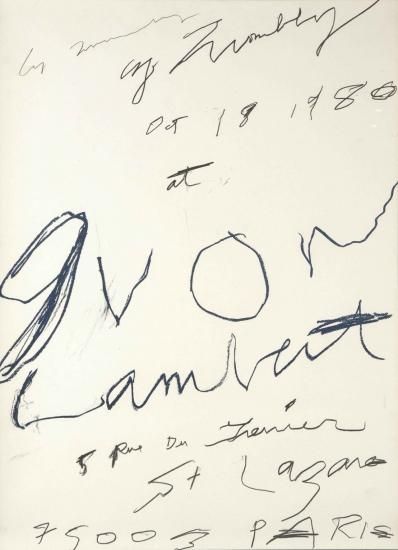 cy Twombly
Oct 18 1980
at
yvon
Lambert
5 Rue Du Grenier
St Lazare
75003 PARIS